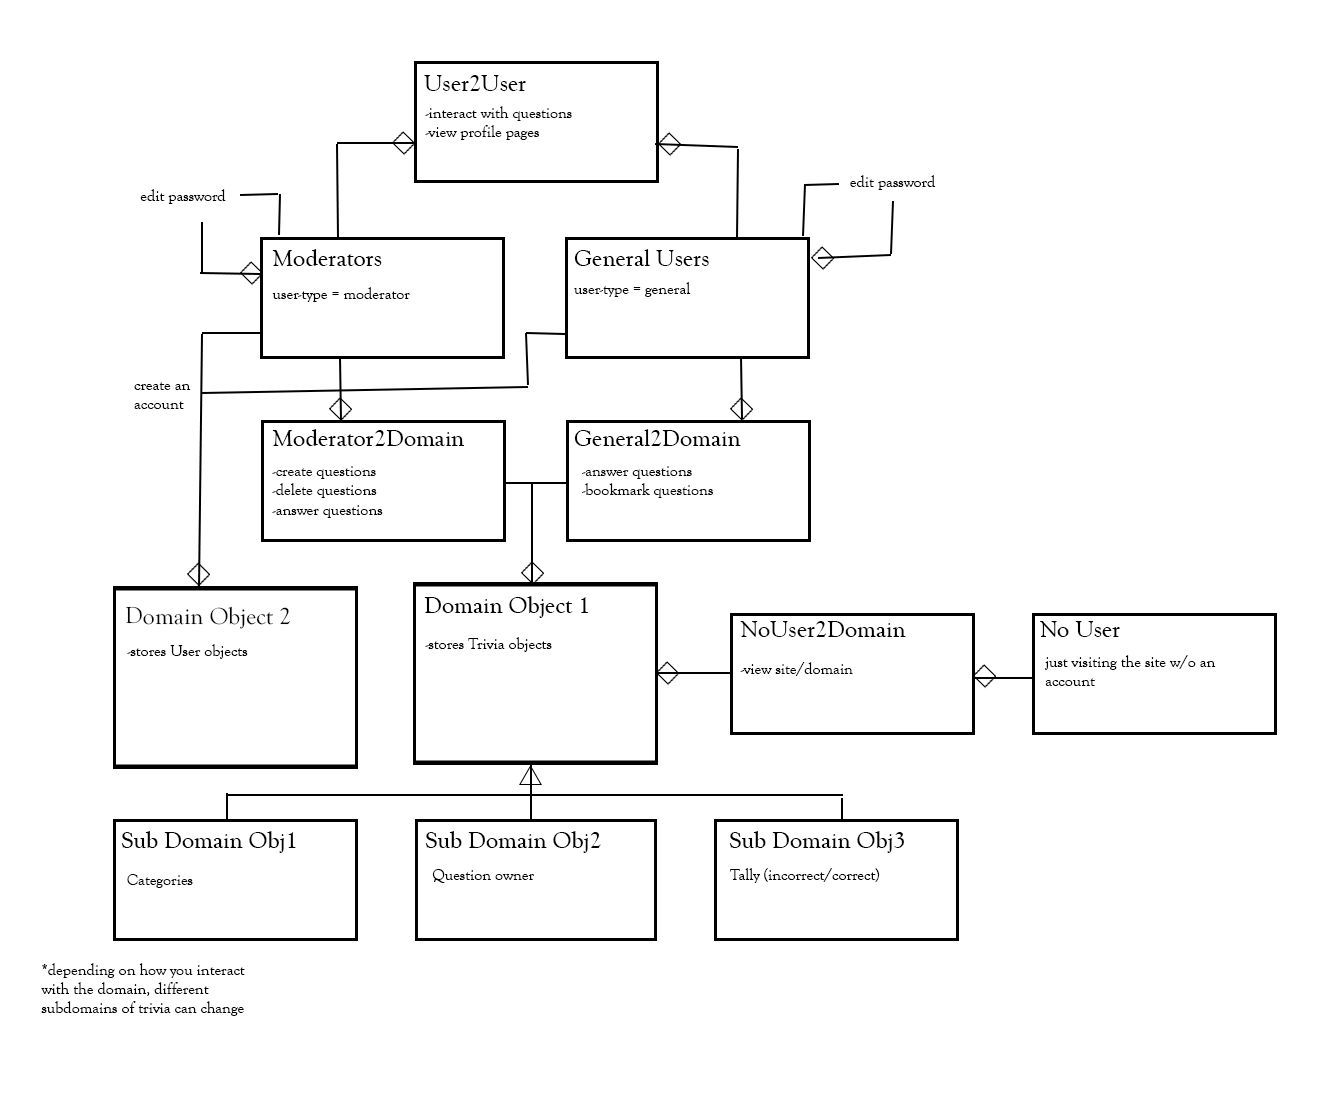 User2User
-interact with questions
-view profile pages
edit password
edit password
Moderators
user-type = moderator
General Users
user-type = general
create an
account
Moderator2Domain
-create questions
-delete questions
-answer questions
General2Domain
-answer questions
-bookmark questions
Domain Object 2
-stores User objects
Domain Object 1
-stores Trivia objects
NoUser2Domain
-view site/domain
No User
just visiting the site w/o an
account
Sub Domain Obj1
Categories
Sub Domain Obj2
Question owner
Sub Domain Obj3
Tally (incorrect/correct)
*depending on how you interact
with the domain, different
subdomains of trivia can change